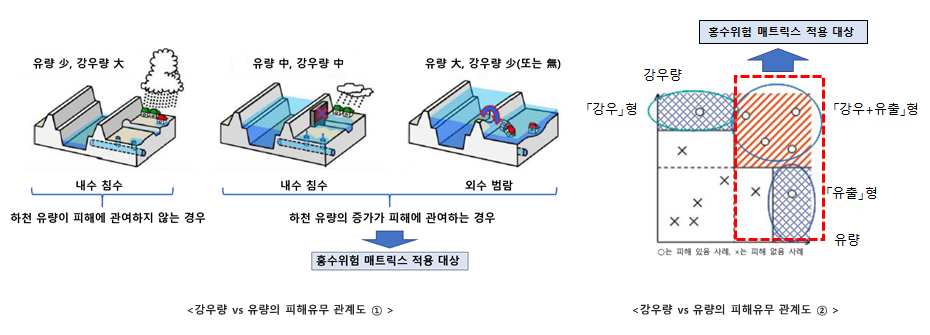 유량 少, 강우량 大
유량 中, 강우량 中
유량 大, 강우량 少(또는 無)
내수 침수
내수 침수
외수 범람
하천 유량이 피해에 관여하지 않는 경우
하천 유량의 증가가 피해에 관여하는 경우
홍수위험 매트릭스 적용 대상
<강우량 vs 유량의 피해유무 관계도 ① >
홍수위험 매트릭스 적용 대상
강우량
「강우」형
「강우+유출」형
「유출」형
유량
○는 피해 있음 사례, ×는 피해 없음 사례
<강우량 vs 유량의 피해유무 관계도 ② >